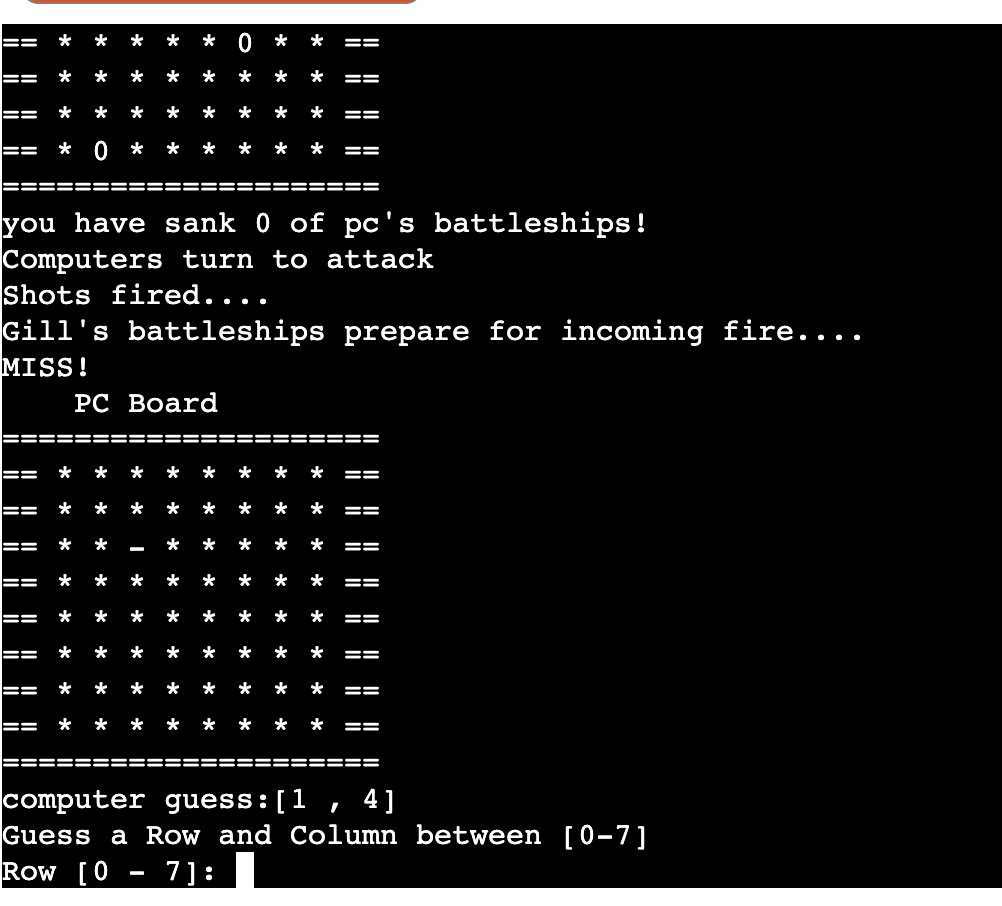 == * * * * * 0 * * ==
== * * * * * * * * ==
== * * * * * * * * ==
== * 0 * * * * * * ==
=====================
you have sank 0 of pc's battleships!
Computers turn to attack
Shots fired....
Gill's battleships prepare for incoming fire....
MISS!
    PC Board
=====================
== * * * * * * * * ==
== * * * * * * * * ==
== * * - * * * * * ==
== * * * * * * * * ==
== * * * * * * * * ==
== * * * * * * * * ==
== * * * * * * * * ==
== * * * * * * * * ==
=====================
computer guess:[1 , 4]
Guess a Row and Column between [0-7]
Row [0 - 7]: